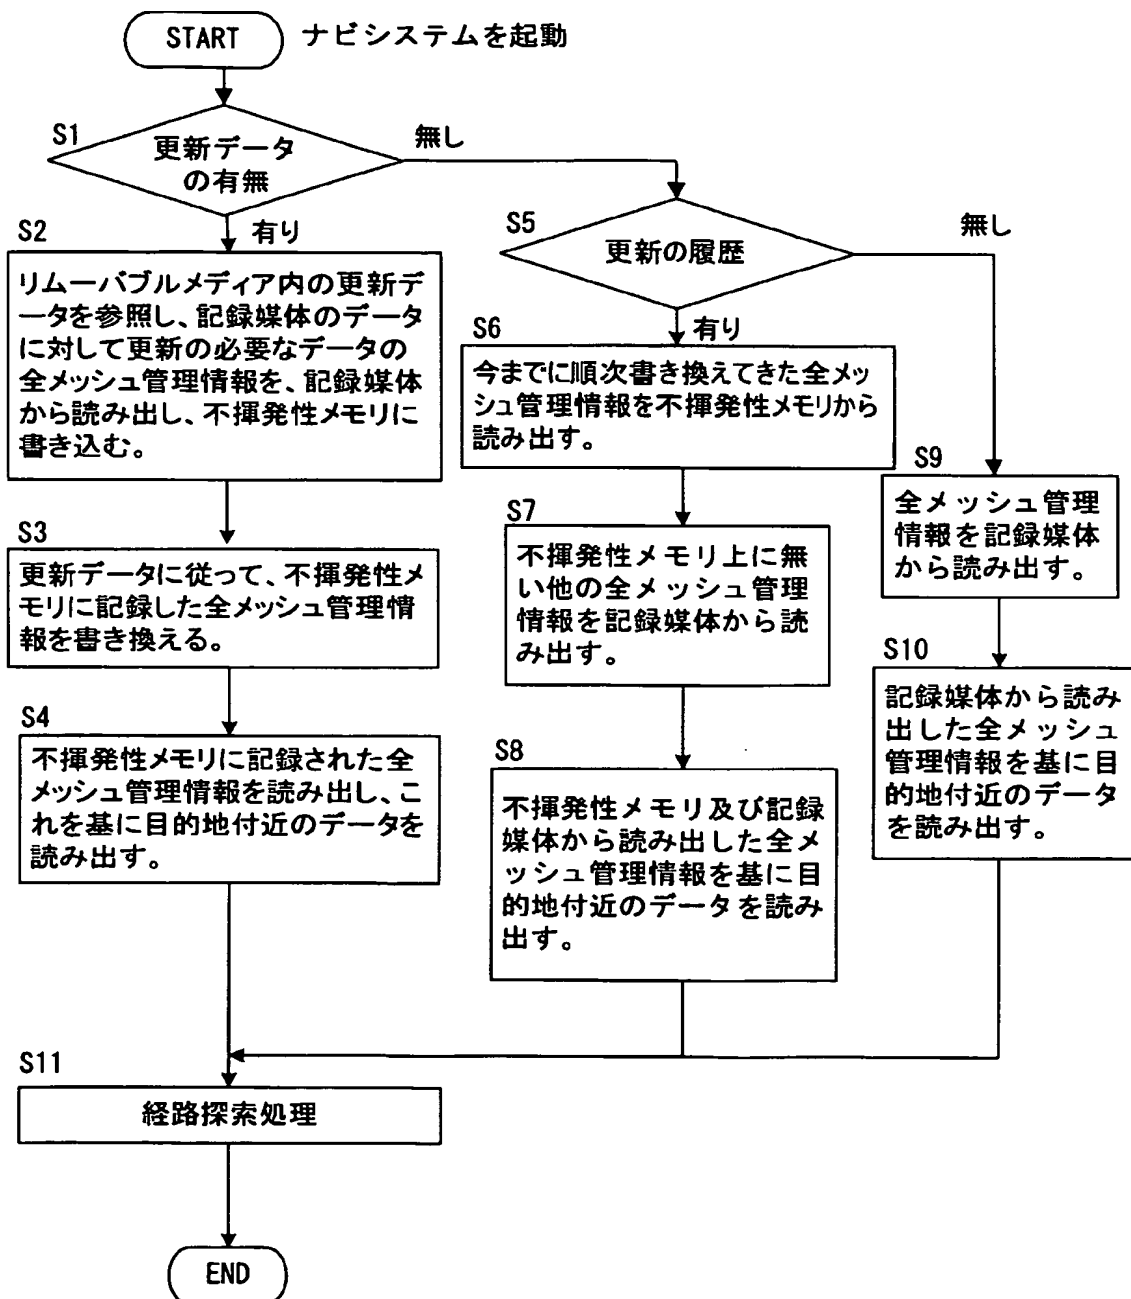 START
ナビシステムを起動
S1
更新データ
の有無
無し
有り
S2
リムーバブルメディア内の更新デ
ータを参照し、記録媒体のデータ
に対して更新の必要なデータの
全メッシュ管理情報を、記録媒体
から読み出し、不揮発性メモリに
書き込む。
S3
更新データに従って、不揮発性メ
モリに記録した全メッシュ管理情
報を書き換える。
S4
不揮発性メモリに記録された全
メッシュ管理情報を読み出し、こ
れを基に目的地付近のデータを
読み出す。
S5
更新の履歴
無し
有り
S6
今までに順次書き換えてきた全メッ
シュ管理情報を不揮発性メモリから
読み出す。
S7
不揮発性メモリ上に無
い他の全メッシュ管理
情報を記録媒体から読
み出す。
S8
不揮発性メモリ及び記録
媒体から読み出した全メ
ッシュ管理情報を基に目
的地付近のデータを読み
出す。
S9
全メッシュ管理
情報を記録媒体
から読み出す。
S10
記録媒体から読み
出した全メッシュ
管理情報を基に目
的地付近のデータ
を読み出す。
S11
経路探索処理
END